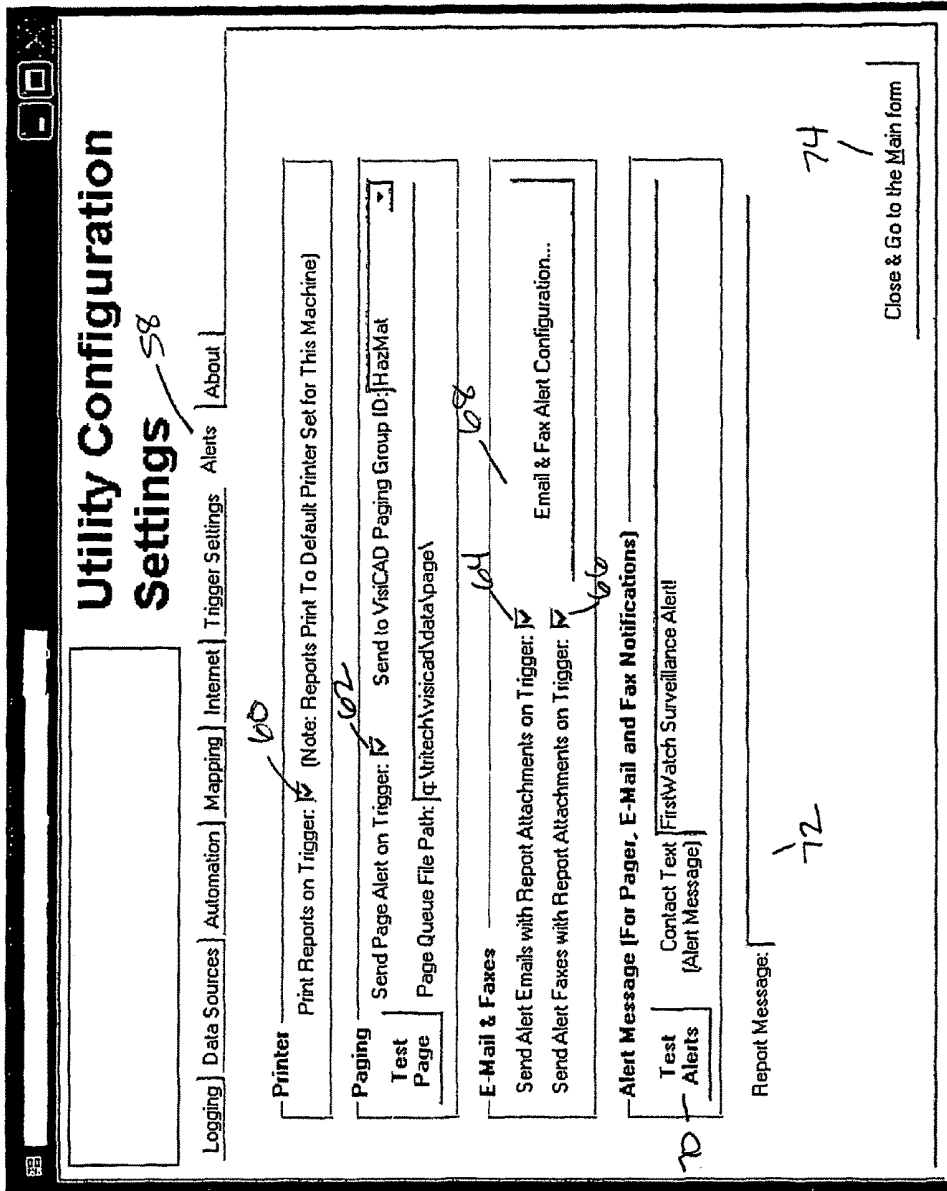 Utility Configuration
Settings
58
Logging Data Sources Automation Mapping Internet Trigger Settings Alerts About
60
Printer
Print Reports on Trigger: (Note: Reports Print To Default Printer Set for This Machine)
62
Paging
Send Page Alert on Trigger: Send to VisiCAD Paging Group ID: HazMat
Test
Page
Page Queue File Path: q:\tritech\visicad\data\page\
64
68
E-Mail & Faxes
Send Alert Emails with Report Attachments on Trigger:
Email & Fax Alert Configuration...
Send Alert Faxes with Report Attachments on Trigger:
66
Alert Message (For Pager, E-Mail and Fax Notifications)
70
Test
Alerts
Contact Text FirstWatch Surveillance Alert!
(Alert Message)
Report Message:
72
74
Close & Go to the Main form